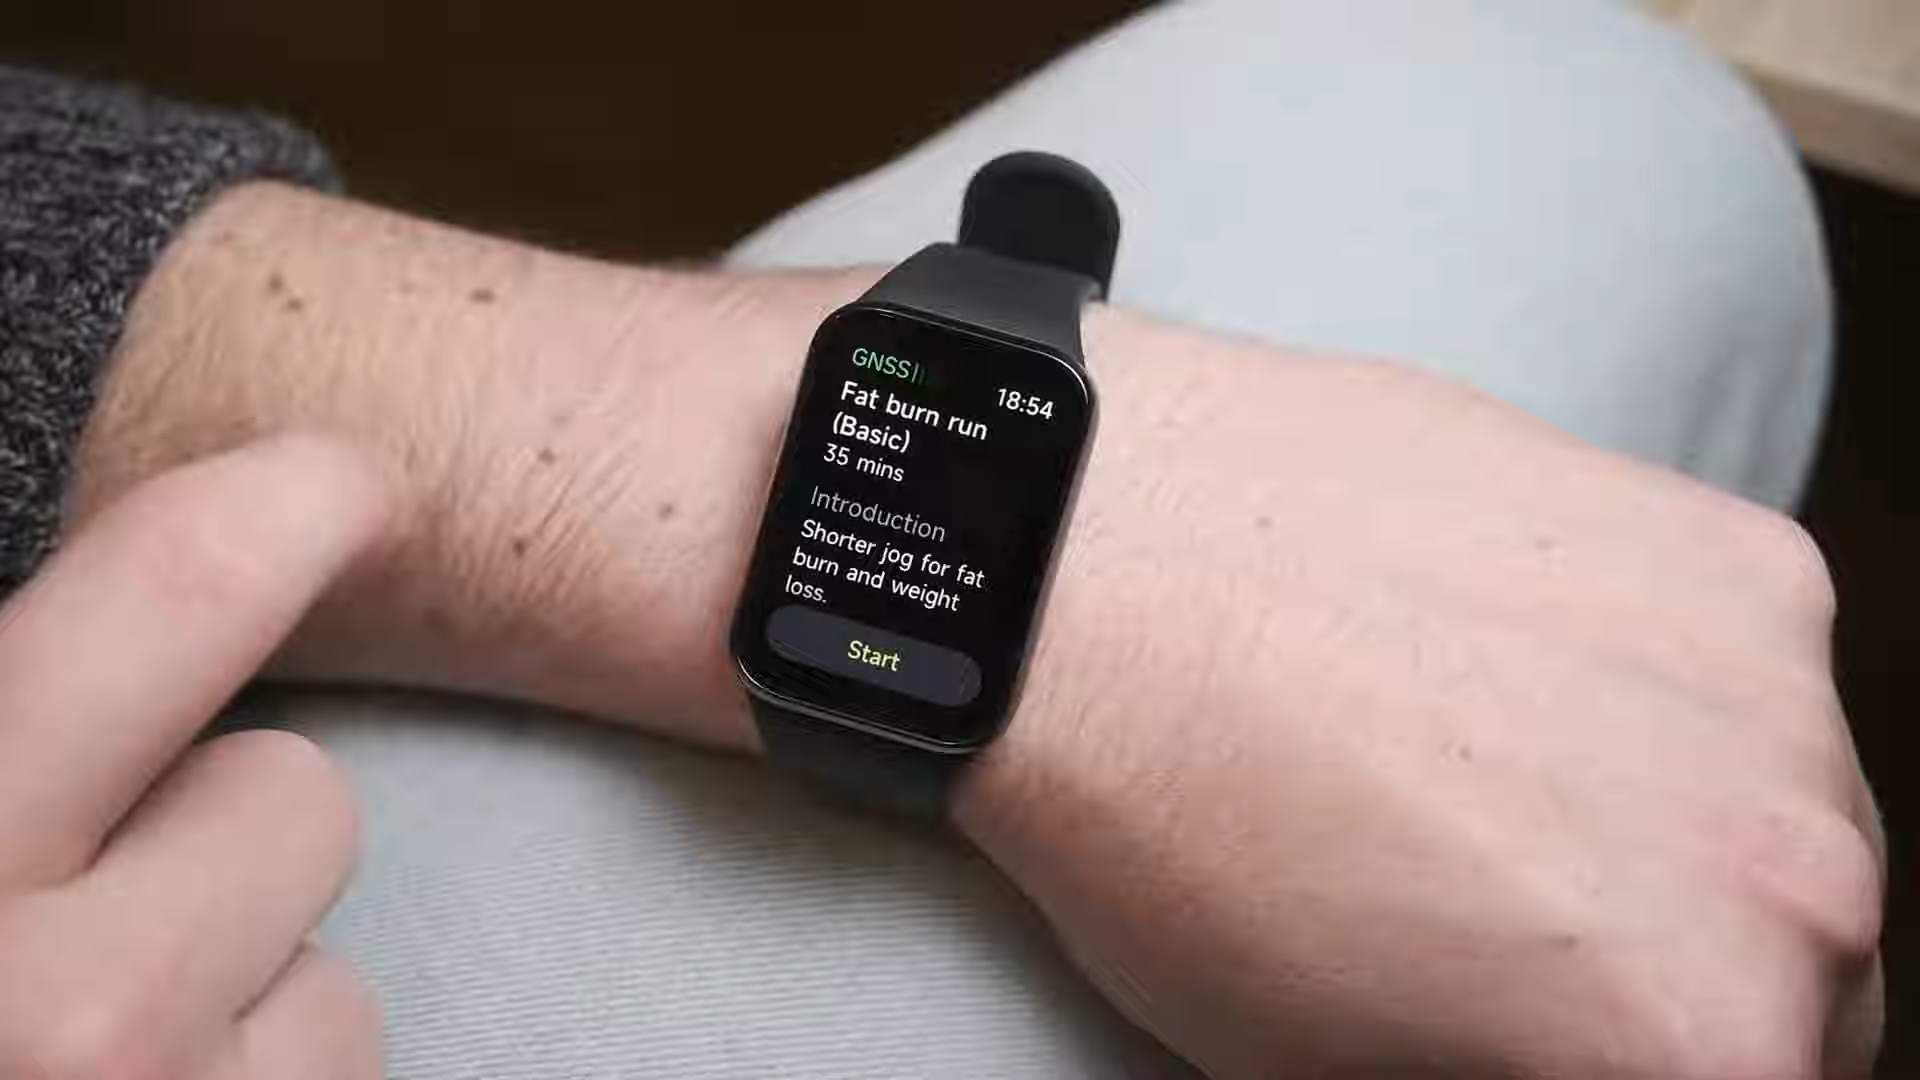 GNSS
18:54
Fat burn run
(Basic)
35 mins
Introduction
Shorter jog for fat
burn and weight
loss.
Start